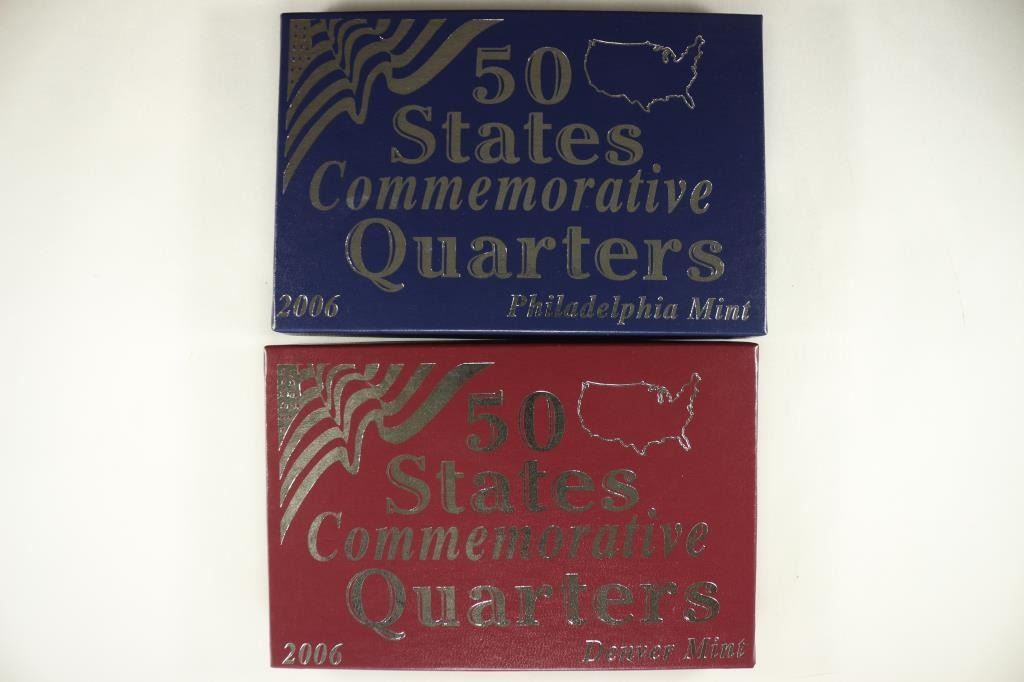 50
States
Commemorative
Quarters
2006 Philadelphia Mint
50
States
Commemorative
Quarters
2006 Denver Mint